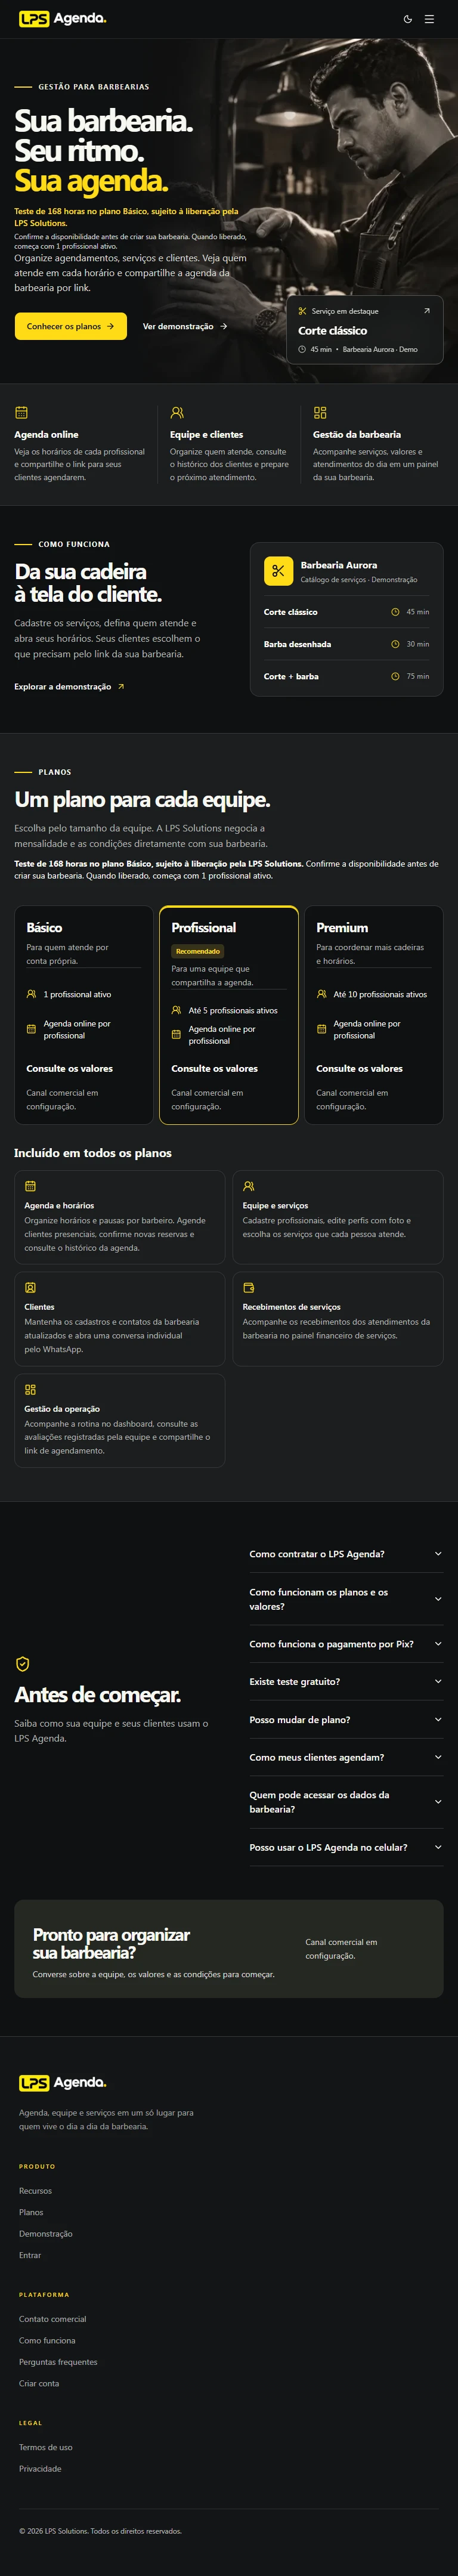 LPS Agenda.
GESTÃO PARA BARBEARIAS
Sua barbearia.
Seu ritmo.
Sua agenda.
Teste de 168 horas no plano Básico, sujeito à liberação pela
LPS Solutions.
Confirme a disponibilidade antes de criar sua barbearia. Quando liberado,
começa com 1 profissional ativo.
Organize agendamentos, serviços e clientes. Veja quem
atende em cada horário e compartilhe a agenda da
barbearia por link.
Conhecer os planos
Ver demonstração
Serviço em destaque
Corte clássico
45 min • Barbearia Aurora · Demo
Agenda online
Veja os horários de cada profissional
e compartilhe o link para seus
clientes agendarem.
Equipe e clientes
Organize quem atende, consulte
o histórico dos clientes e prepare
o próximo atendimento.
Gestão da barbearia
Acompanhe serviços, valores e
atendimentos do dia em um painel
da sua barbearia.
COMO FUNCIONA
Da sua cadeira
à tela do cliente.
Cadastre os serviços, defina quem atende e
abra seus horários. Seus clientes escolhem o
que precisam pelo link da sua barbearia.
Explorar a demonstração
Barbearia Aurora
Catálogo de serviços · Demonstração
Corte clássico 45 min
Barba desenhada 30 min
Corte + barba 75 min
PLANOS
Um plano para cada equipe.
Escolha pelo tamanho da equipe. A LPS Solutions negocia a
mensalidade e as condições diretamente com sua barbearia.
Teste de 168 horas no plano Básico, sujeito à liberação pela LPS Solutions. Confirme a disponibilidade antes de
criar sua barbearia. Quando liberado, começa com 1 profissional ativo.
Básico
Para quem atende por
conta própria.
1 profissional ativo
Agenda online por
profissional
Consulte os valores
Canal comercial em
configuração.
Profissional
Recomendado
Para uma equipe que
compartilha a agenda.
Até 5 profissionais ativos
Agenda online por
profissional
Consulte os valores
Canal comercial em
configuração.
Premium
Para coordenar mais cadeiras
e horários.
Até 10 profissionais ativos
Agenda online por
profissional
Consulte os valores
Canal comercial em
configuração.
Incluído em todos os planos
Agenda e horários
Organize horários e pausas por barbeiro. Agende
clientes presenciais, confirme novas reservas e
consulte o histórico da agenda.
Equipe e serviços
Cadastre profissionais, edite perfis com foto e
escolha os serviços que cada pessoa atende.
Clientes
Mantenha os cadastros e contatos da barbearia
atualizados e abra uma conversa individual
pelo WhatsApp.
Recebimentos de serviços
Acompanhe os recebimentos dos atendimentos da
barbearia no painel financeiro de serviços.
Gestão da operação
Acompanhe a rotina no dashboard, consulte as
avaliações registradas pela equipe e compartilhe o
link de agendamento.
Antes de começar.
Saiba como sua equipe e seus clientes usam o
LPS Agenda.
Como contratar o LPS Agenda?
Como funcionam os planos e os
valores?
Como funciona o pagamento por Pix?
Existe teste gratuito?
Posso mudar de plano?
Como meus clientes agendam?
Quem pode acessar os dados da
barbearia?
Posso usar o LPS Agenda no celular?
Pronto para organizar
sua barbearia?
Converse sobre a equipe, os valores e as condições para começar.
Canal comercial em
configuração.
LPS Agenda.
Agenda, equipe e serviços em um só lugar para
quem vive o dia a dia da barbearia.
PRODUTO
Recursos
Planos
Demonstração
Entrar
PLATAFORMA
Contato comercial
Como funciona
Perguntas frequentes
Criar conta
LEGAL
Termos de uso
Privacidade
© 2026 LPS Solutions. Todos os direitos reservados.